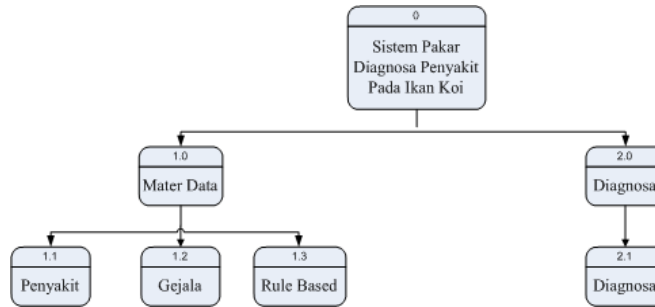 0
Sistem Pakar
Diagnosa Penyakit
Pada Ikan Koi
1.0
Mater Data
2.0
Diagnosa
1.1
Penyakit
1.2
Gejala
1.3
Rule Based
2.1
Diagnosa